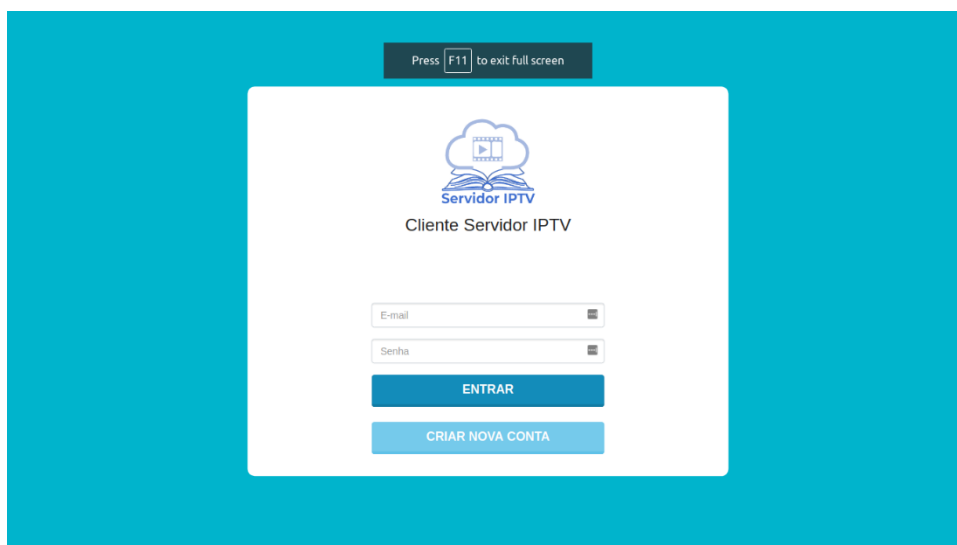 Press F11 to exit full screen
Servidor IPTV
Cliente Servidor IPTV
E-mail
Senha
ENTRAR
CRIAR NOVA CONTA